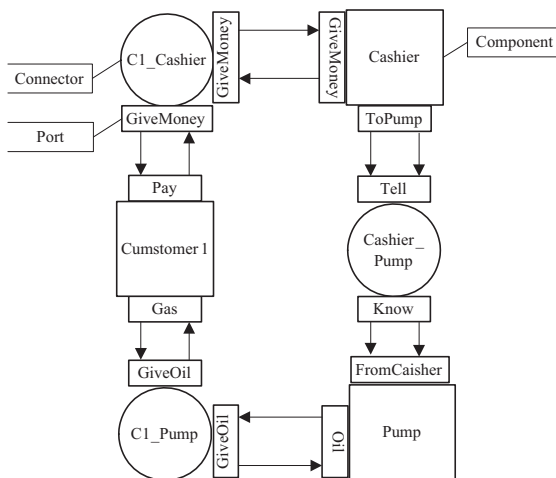 C1_Cashier
GiveMoney
GiveMoney
Cashier
Component
Connector
GiveMoney
ToPump
Port
Pay
Tell
Cumstomer 1
Cashier_
Pump
Gas
Know
GiveOil
FromCaisher
C1_Pump
GiveOil
Oil
Pump